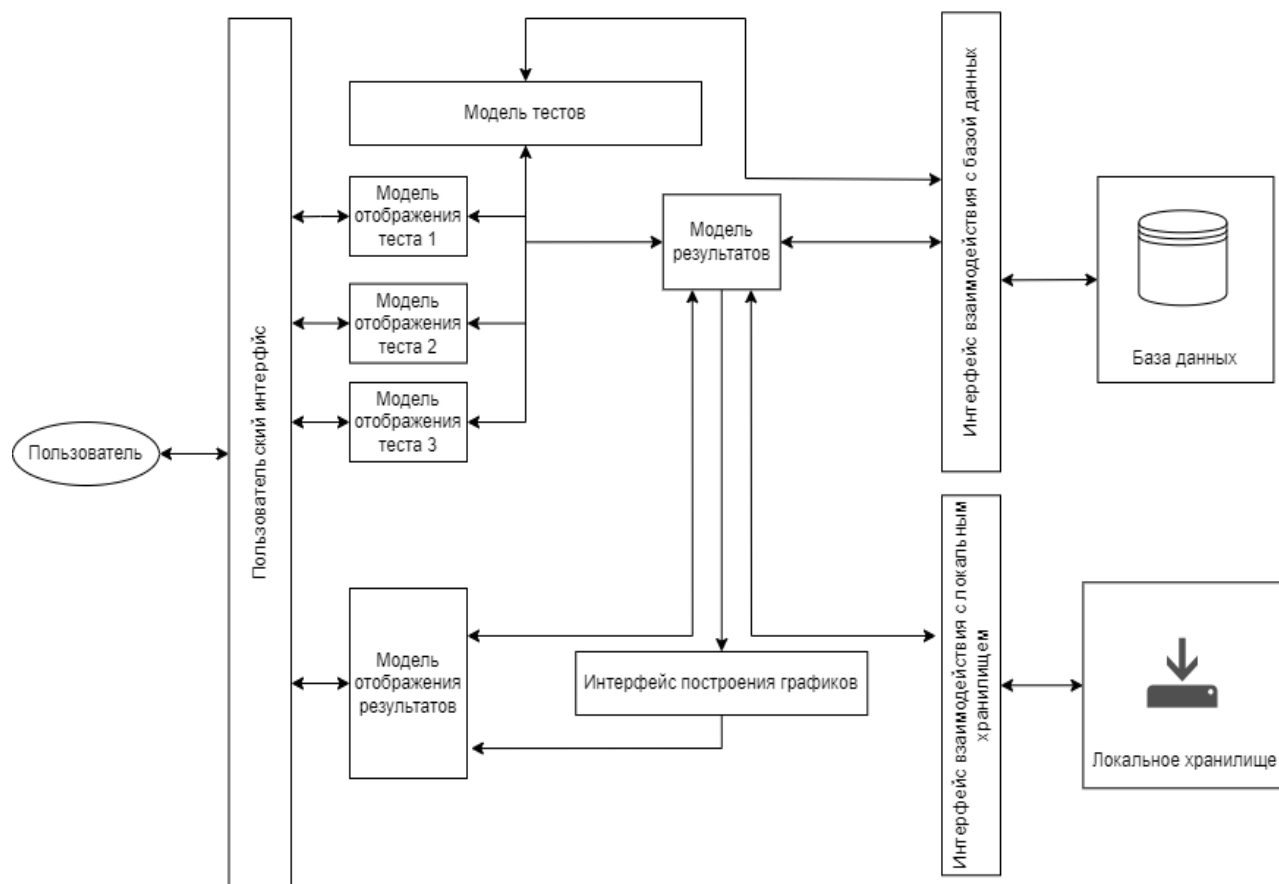 Модель тестов
Модель
отображения
теста 1
Модель
результатов
Модель
отображения
теста 2
Модель
отображения
теста 3
Пользователь
Пользовательский интерфйс
Интерфейс взаимодействия с базой данных
База данных
Модель
отображения
результатов
Интерфейс построения графиков
Интерфейс взаимодействия с локальным
хранилищем
Локальное хранилище